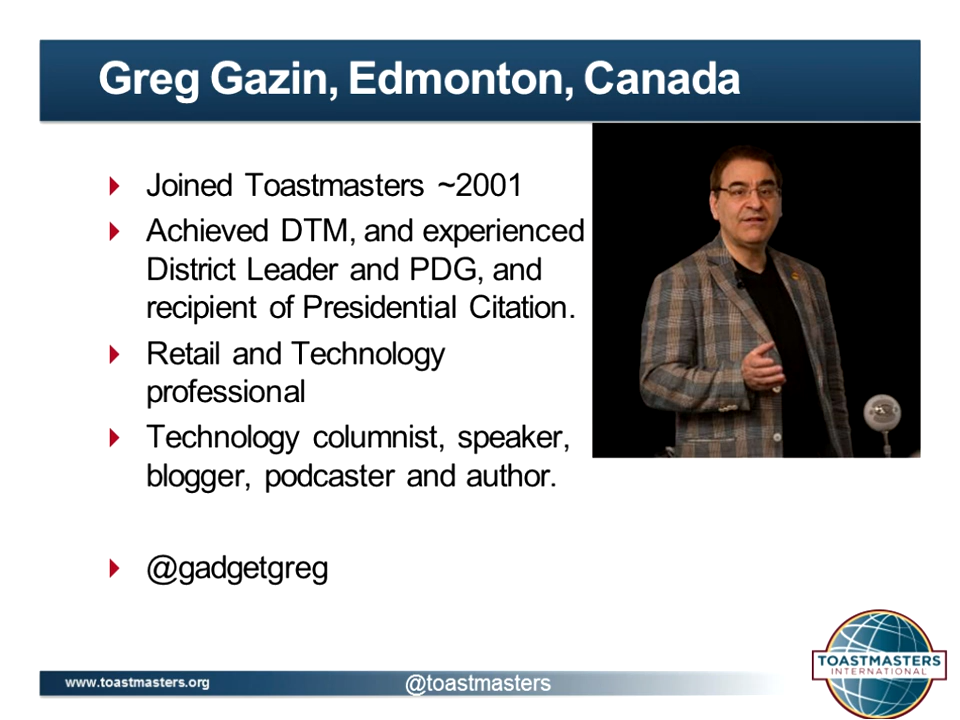 Greg Gazin, Edmonton, Canada
Joined Toastmasters ~2001
Achieved DTM, and experienced
District Leader and PDG, and
recipient of Presidential Citation.
Retail and Technology
professional
Technology columnist, speaker,
blogger, podcaster and author.
@gadgetgreg
www.toastmasters.org
@toastmasters
TOASTMASTERS
INTERNATIONAL